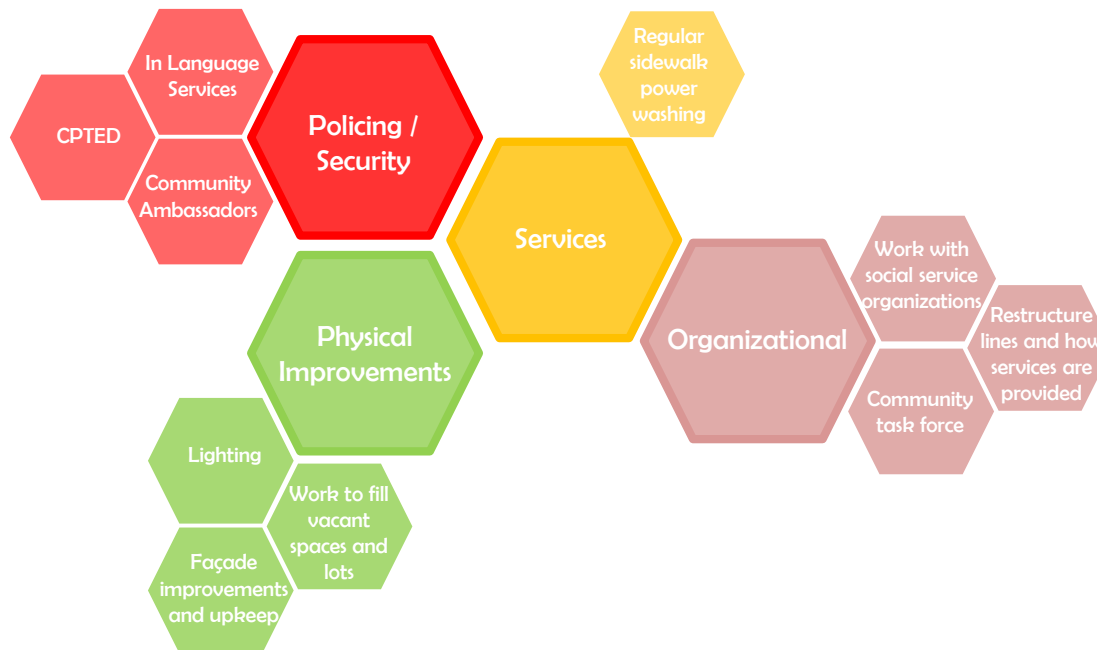 In Language
Services
CPTED
Community
Ambassadors
Policing /
Security
Regular
sidewalk
power
washing
Services
Physical
Improvements
Lighting
Work to fill
vacant
spaces and
lots
Façade
improvements
and upkeep
Organizational
Work with
social service
organizations
Restructure
lines and how
services are
provided
Community
task force